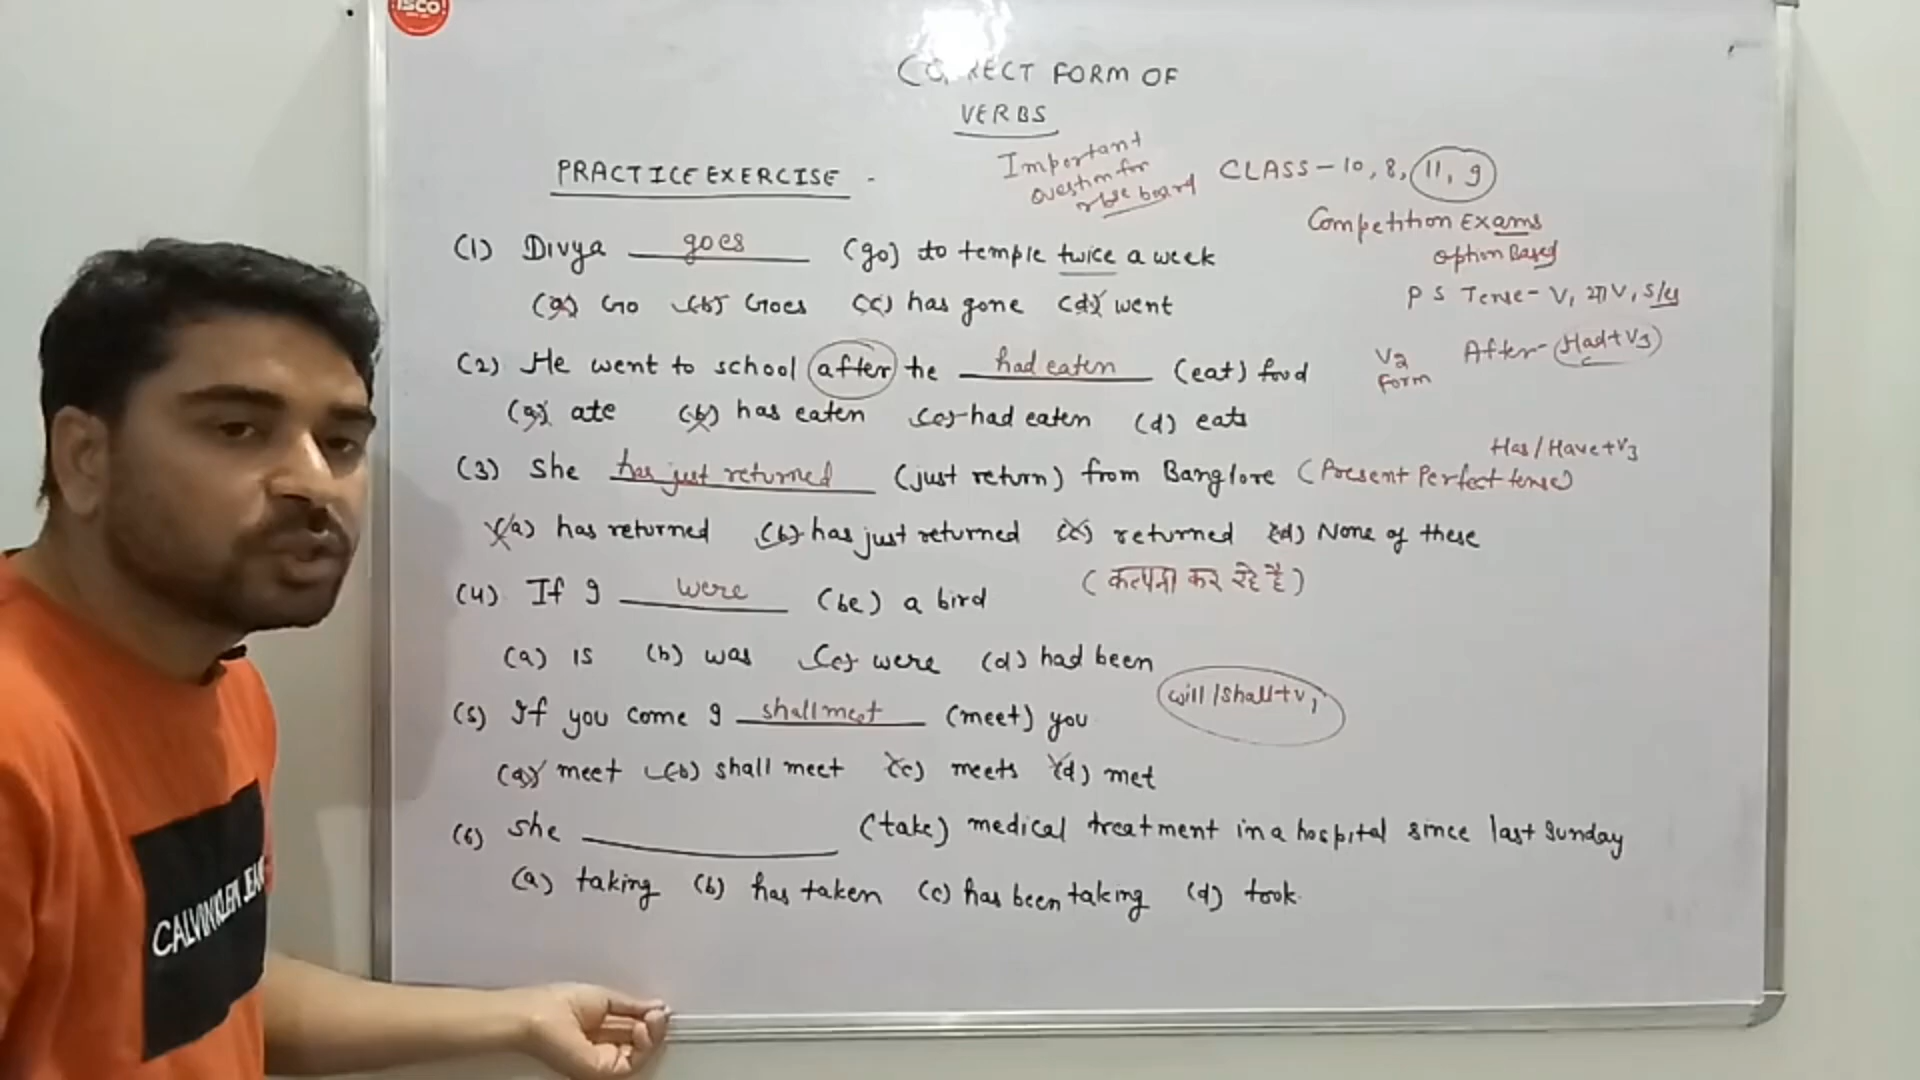 ISCO!
CORRECT FORM OF
VERBS
PRACTICE EXERCISE -
Important
Question for
rbse board
CLASS - 10, 8, 11, 9
Competition Exams
option Based
P S Tense - V, या V, S/es
(1) Divya goes (go) to temple twice a week
(a) Go (b) Goes (c) has gone (d) went
V2
Form
After - Had + V3
(2) He went to school after he had eaten (eat) food
(a) ate (b) has eaten (c) had eaten (d) eats
Has / Have + V3
(3) She has just returned (just return) from Banglore (Present Perfect tense)
(a) has returned (b) has just returned (c) returned (d) None of these
(कल्पना कर रहे है)
(4) If I were (be) a bird
(a) is (b) was (c) were (d) had been
will / shall + V1
(5) If you come I shall meet (meet) you
(a) meet (b) shall meet (c) meets (d) met
(6) She ________ (take) medical treatment in a hospital since last Sunday
(a) taking (b) has taken (c) has been taking (d) took.
CALVIN KLEIN JEAN